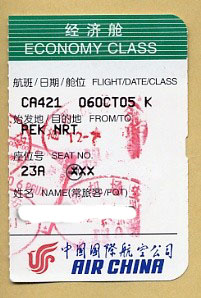 经济舱
ECONOMY CLASS
航班/日期/舱位 FLIGHT/DATE/CLASS
CA421 06OCT05 K
始发地/目的地 FROM/TO
PEK NRT
座位号 SEAT NO.
23A XXX
姓名 NAME(常旅客/FQT)
中国国际航空公司
AIR CHINA